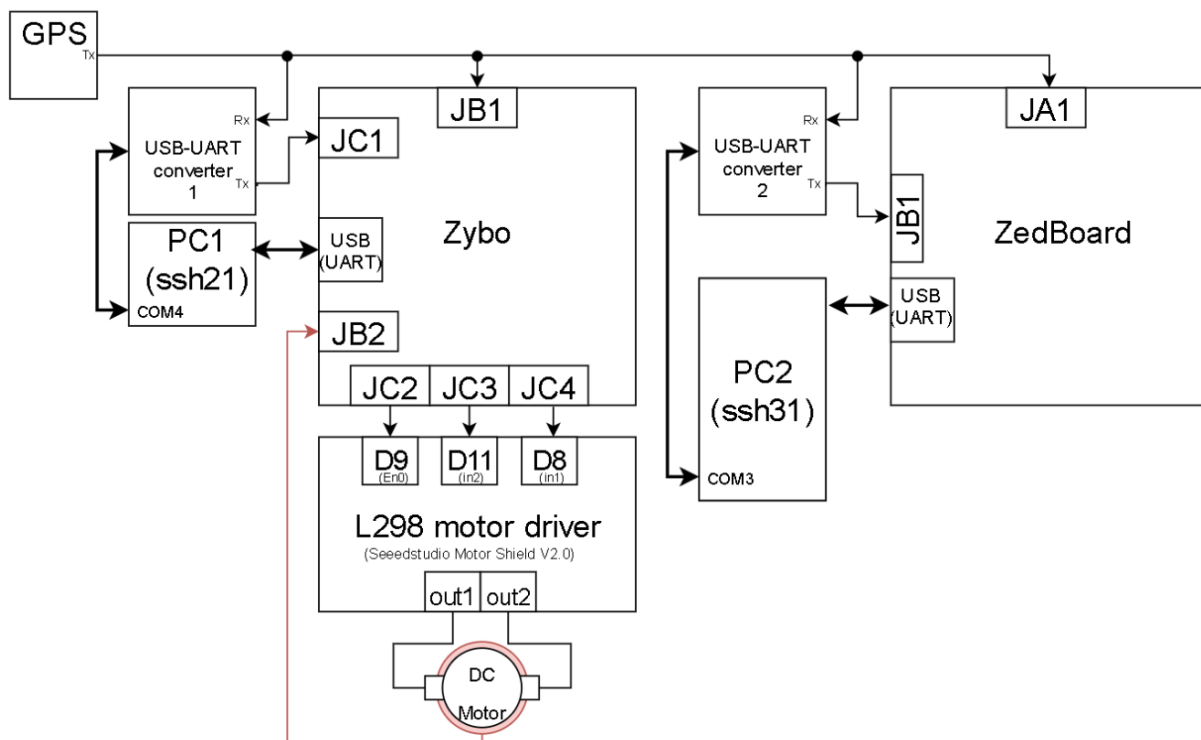 GPS
Tx
JB1
JA1
Rx
USB-UART
converter
1
Tx
JC1
Rx
USB-UART
converter
2
Tx
JB1
Zybo
ZedBoard
PC1
(ssh21)
COM4
USB
(UART)
USB
(UART)
JB2
PC2
(ssh31)
COM3
JC2
JC3
JC4
D9
(En0)
D11
(in2)
D8
(in1)
L298 motor driver
(Seeedstudio Motor Shield V2.0)
out1
out2
DC
Motor